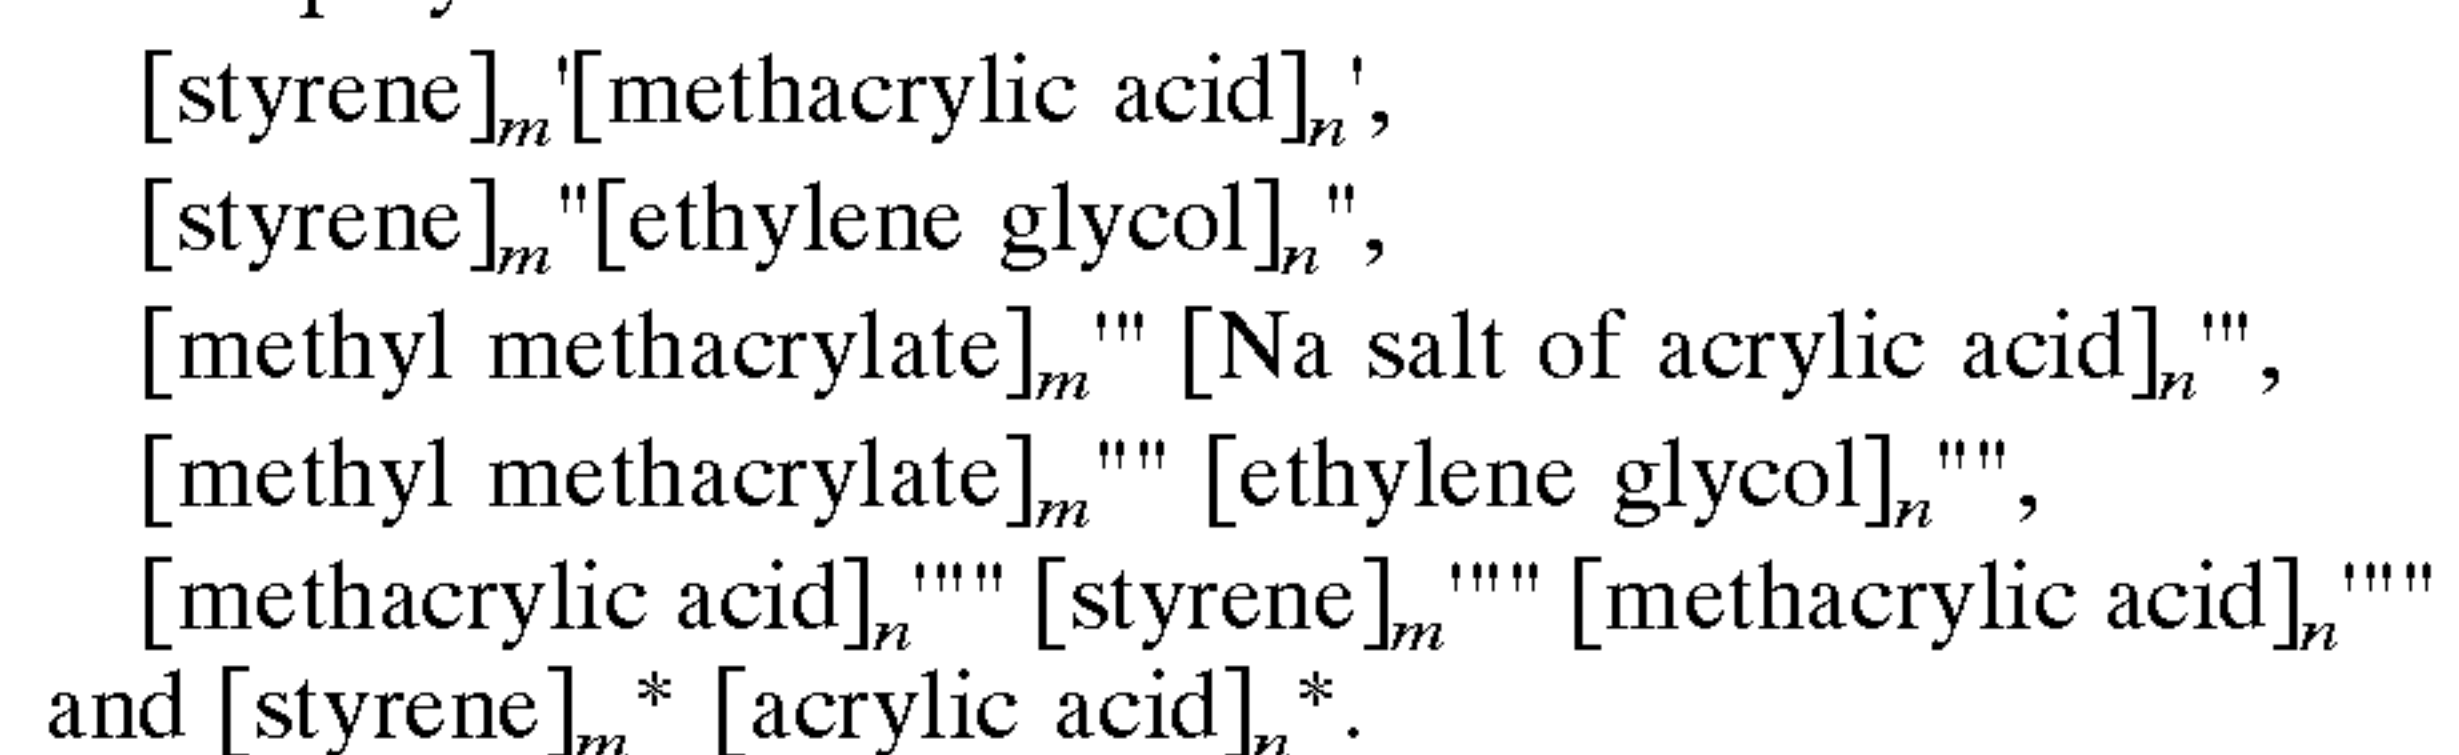 [styrene]m'[methacrylic acid]n',
[styrene]m"[ethylene glycol]n",
[methyl methacrylate]m'" [Na salt of acrylic acid]n'",
[methyl methacrylate]m"" [ethylene glycol]n"",
[methacrylic acid]n'"" [styrene]m'"" [methacrylic acid]n'""
and [styrene]m* [acrylic acid]n*.